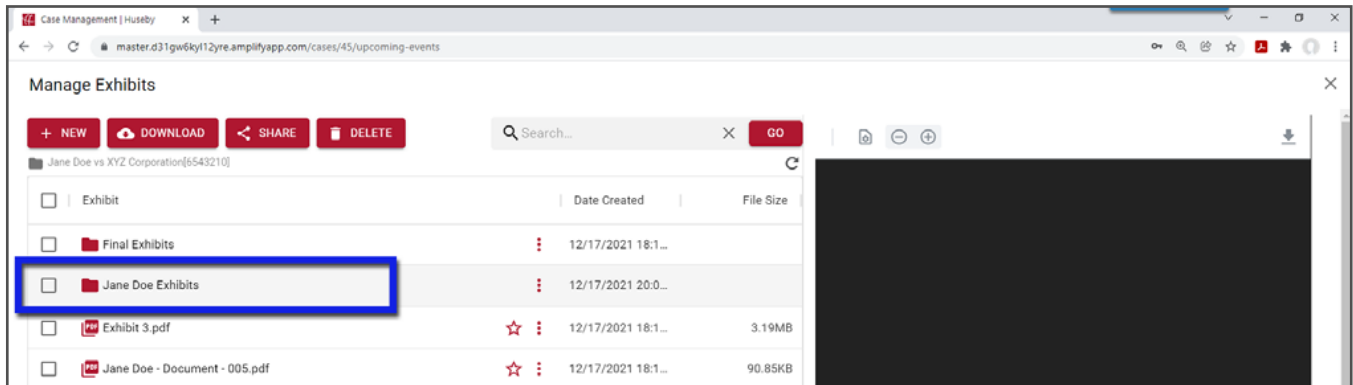 Case Management | Huseby
master.d31gw6kyl12yre.amplifyapp.com/cases/45/upcoming-events
Manage Exhibits
+ NEW DOWNLOAD SHARE DELETE Search... GO
Jane Doe vs XYZ Corporation[6543210]
Exhibit Date Created File Size
Final Exhibits 12/17/2021 18:1...
Jane Doe Exhibits 12/17/2021 20:0...
PDF Exhibit 3.pdf 12/17/2021 18:1... 3.19MB
PDF Jane Doe - Document - 005.pdf 12/17/2021 18:1... 90.85KB